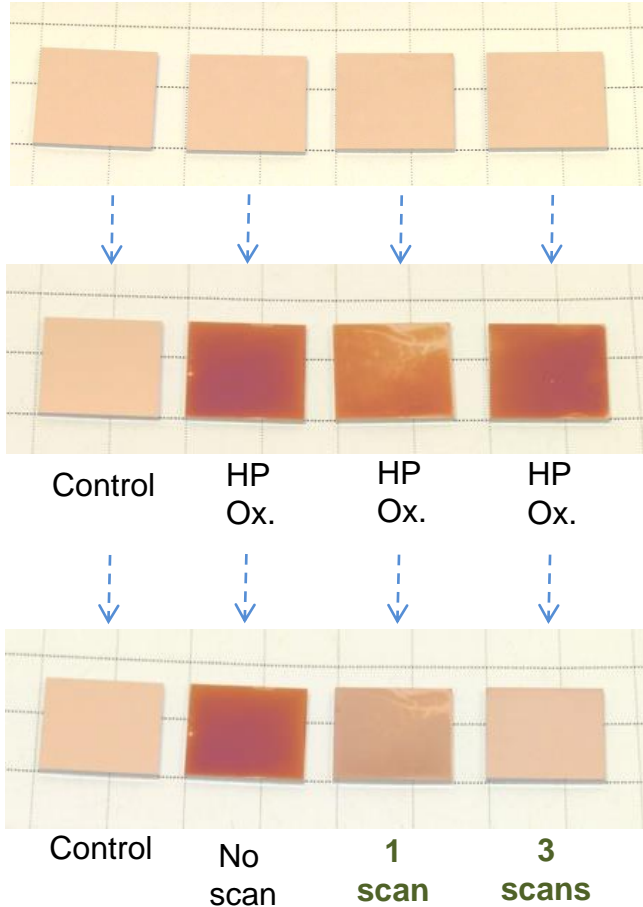 Control
HP
Ox.
HP
Ox.
HP
Ox.
Control
No
scan
1
scan
3
scans